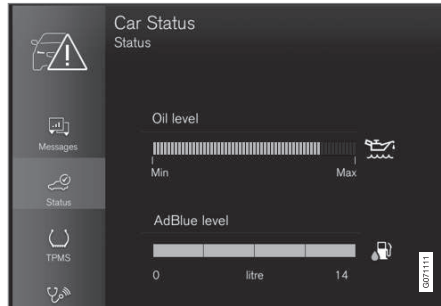 Car Status
Status
Messages
Status
TPMS
Oil level
Min Max
AdBlue level
0 litre 14
G071111